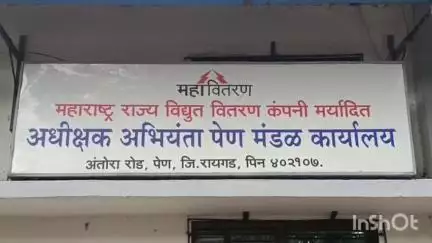 महावितरण
महाराष्ट्र राज्य विद्युत वितरण कंपनी मर्यादित
अधीक्षक अभियंता पेण मंडळ कार्यालय
अंतोरा रोड, पेण, जि.रायगड, पिन ४०२१०७.
InShOt